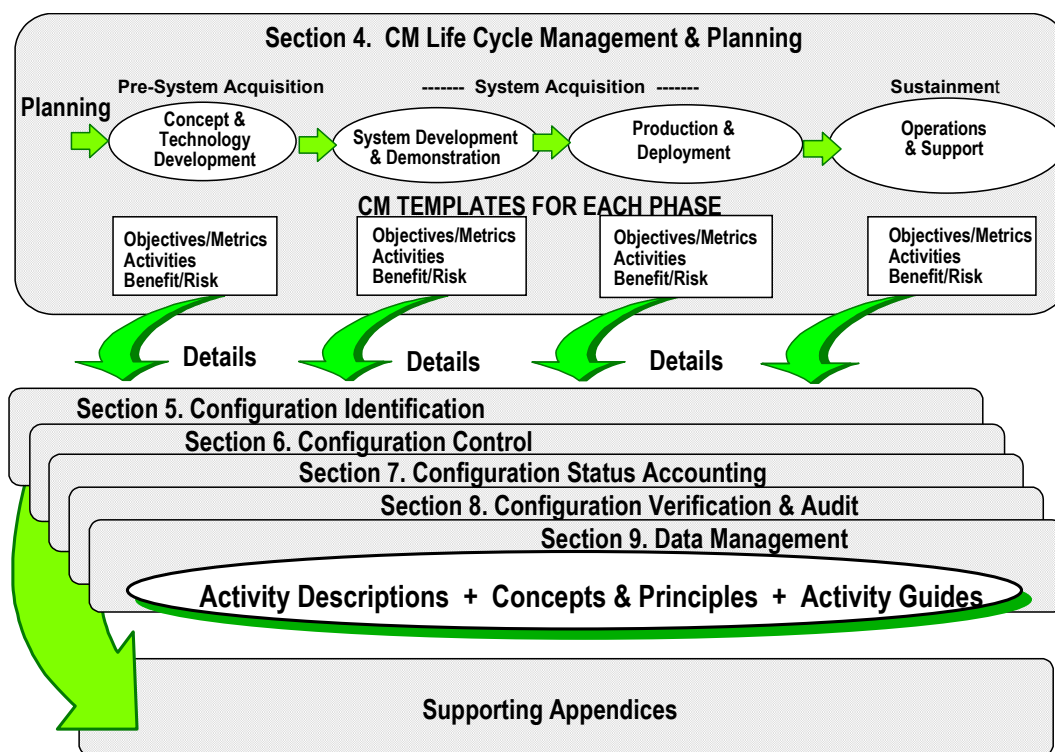 Section 4. CM Life Cycle Management & Planning
Pre-System Acquisition
------- System Acquisition -------
Sustainment
Planning
Concept &
Technology
Development
System Development
& Demonstration
Production &
Deployment
Operations
& Support
CM TEMPLATES FOR EACH PHASE
Objectives/Metrics
Activities
Benefit/Risk
Objectives/Metrics
Activities
Benefit/Risk
Objectives/Metrics
Activities
Benefit/Risk
Objectives/Metrics
Activities
Benefit/Risk
Details
Details
Details
Section 5. Configuration Identification
Section 6. Configuration Control
Section 7. Configuration Status Accounting
Section 8. Configuration Verification & Audit
Section 9. Data Management
Activity Descriptions + Concepts & Principles + Activity Guides
Supporting Appendices